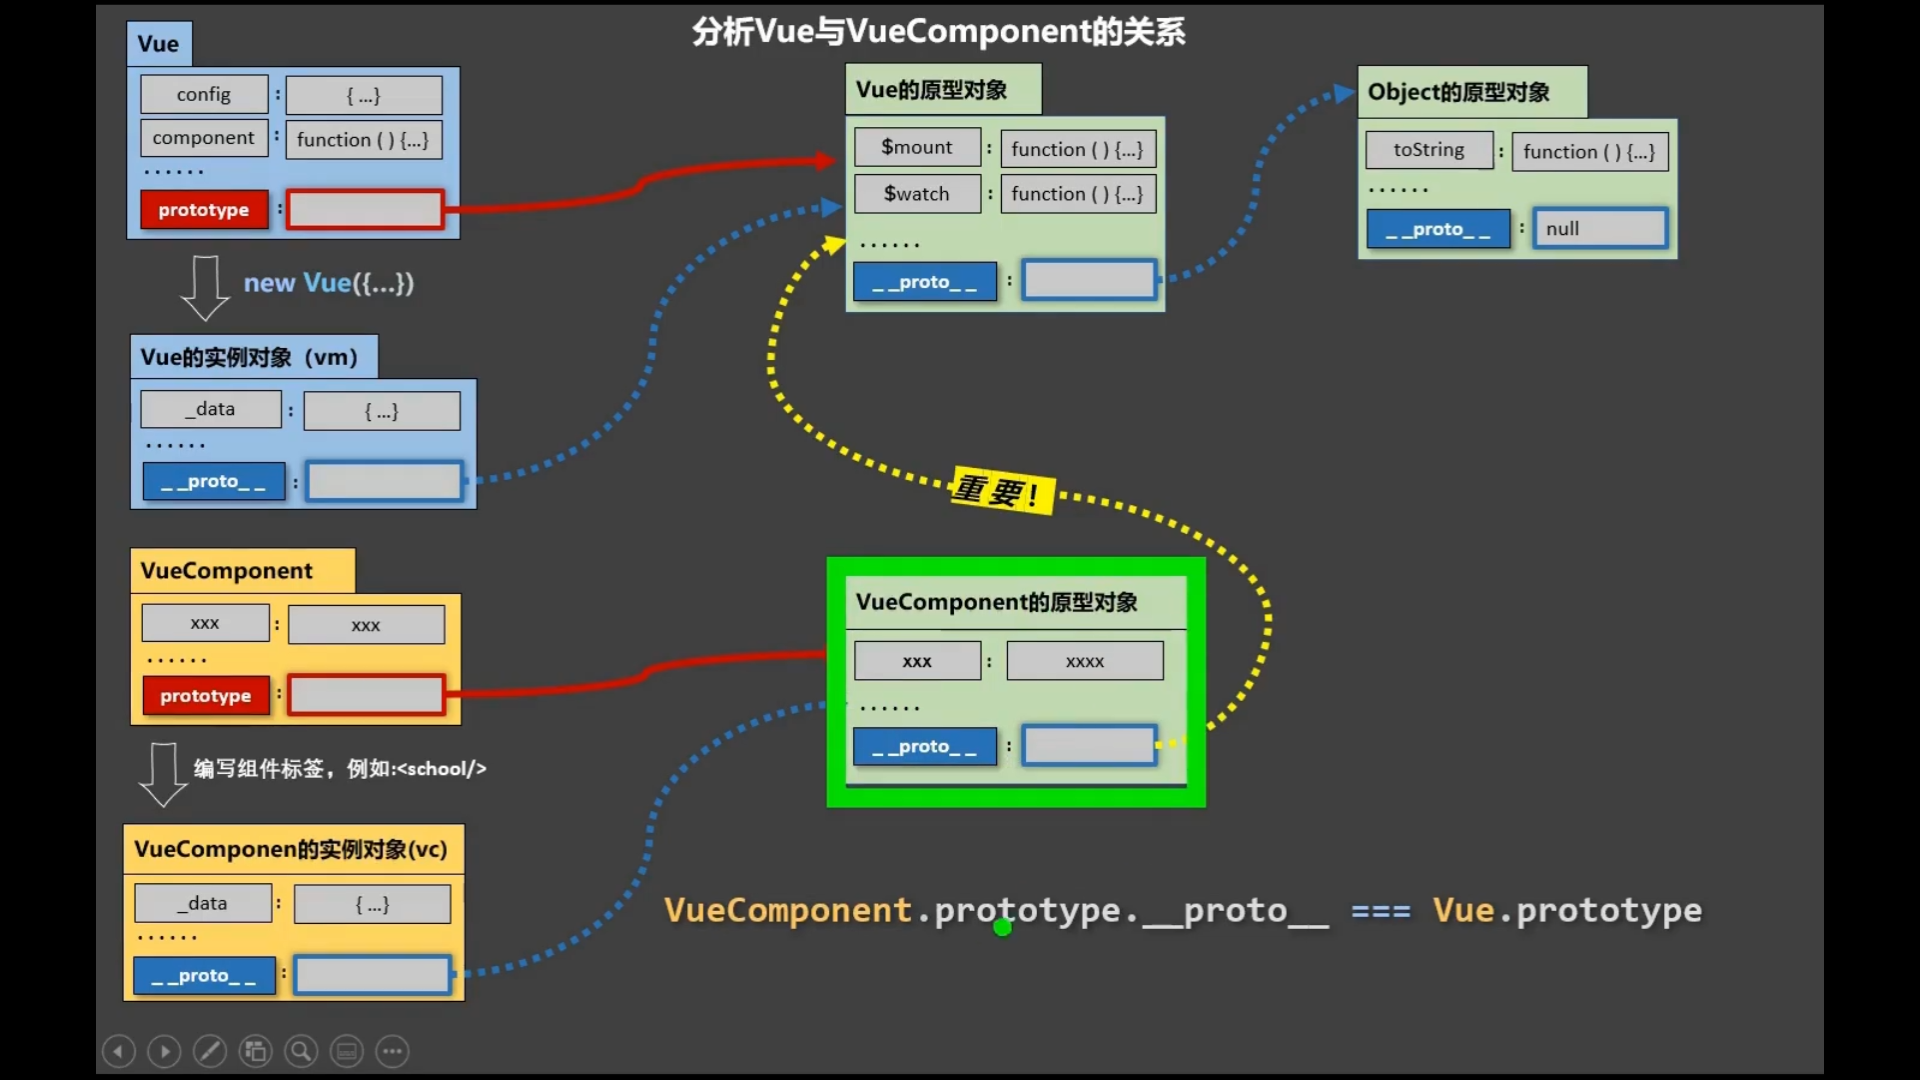 分析Vue与VueComponent的关系
Vue
config : { ...}
component : function ( ) {...}
······
prototype :
new Vue({...})
Vue的实例对象（vm）
_data : { ...}
······
_ _proto_ _ :
VueComponent
xxx : xxx
······
prototype :
编写组件标签，例如:<school/>
VueComponen的实例对象(vc)
_data : { ...}
······
_ _proto_ _ :
Vue的原型对象
$mount : function ( ) {...}
$watch : function ( ) {...}
······
_ _proto_ _ :
Object的原型对象
toString : function ( ) {...}
······
_ _proto_ _ : null
重要！
VueComponent的原型对象
xxx : xxxx
······
_ _proto_ _ :
VueComponent.prototype.__proto__ === Vue.prototype